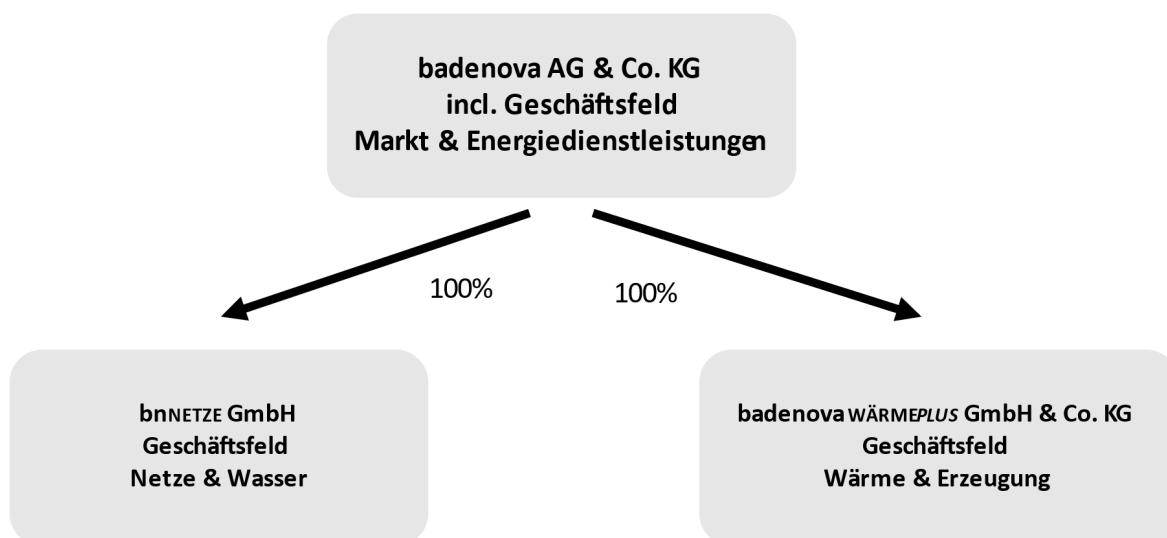 badenova AG & Co. KG
incl. Geschäftsfeld
Markt & Energiedienstleistungen
100%
100%
bnNETZE GmbH
Geschäftsfeld
Netze & Wasser
badenova WÄRMEPLUS GmbH & Co. KG
Geschäftsfeld
Wärme & Erzeugung